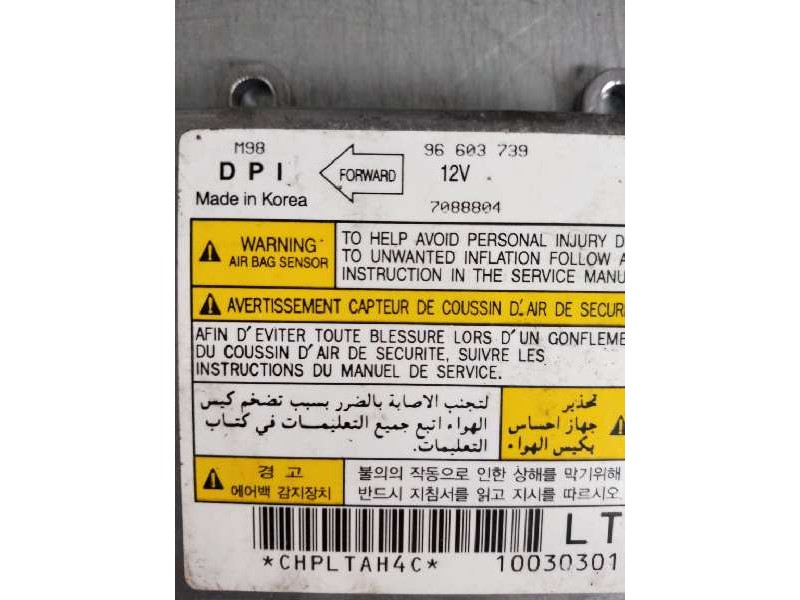 M98
96 603 739
DPI
FORWARD
12V
Made in Korea
7088804
WARNING
AIR BAG SENSOR
TO HELP AVOID PERSONAL INJURY D
TO UNWANTED INFLATION FOLLOW A
INSTRUCTION IN THE SERVICE MANU
AVERTISSEMENT CAPTEUR DE COUSSIN D'AIR DE SECURI
AFIN D'EVITER TOUTE BLESSURE LORS D'UN GONFLEME
DU COUSSIN D'AIR DE SECURITE, SUIVRE LES
INSTRUCTIONS DU MANUEL DE SERVICE.
تحذير
جهاز احساس
بكيس الهواء
لتجنب الاصابة بالضرر بسبب تضخم كيس
الهواء اتبع جميع التعليمات في كتاب
التعليمات.
경 고
에어백 감지장치
불의의 작동으로 인한 상해를 막기위해
반드시 지침서를 읽고 지시를 따르시오.
LT
*CHPLTAH4C*
10030301